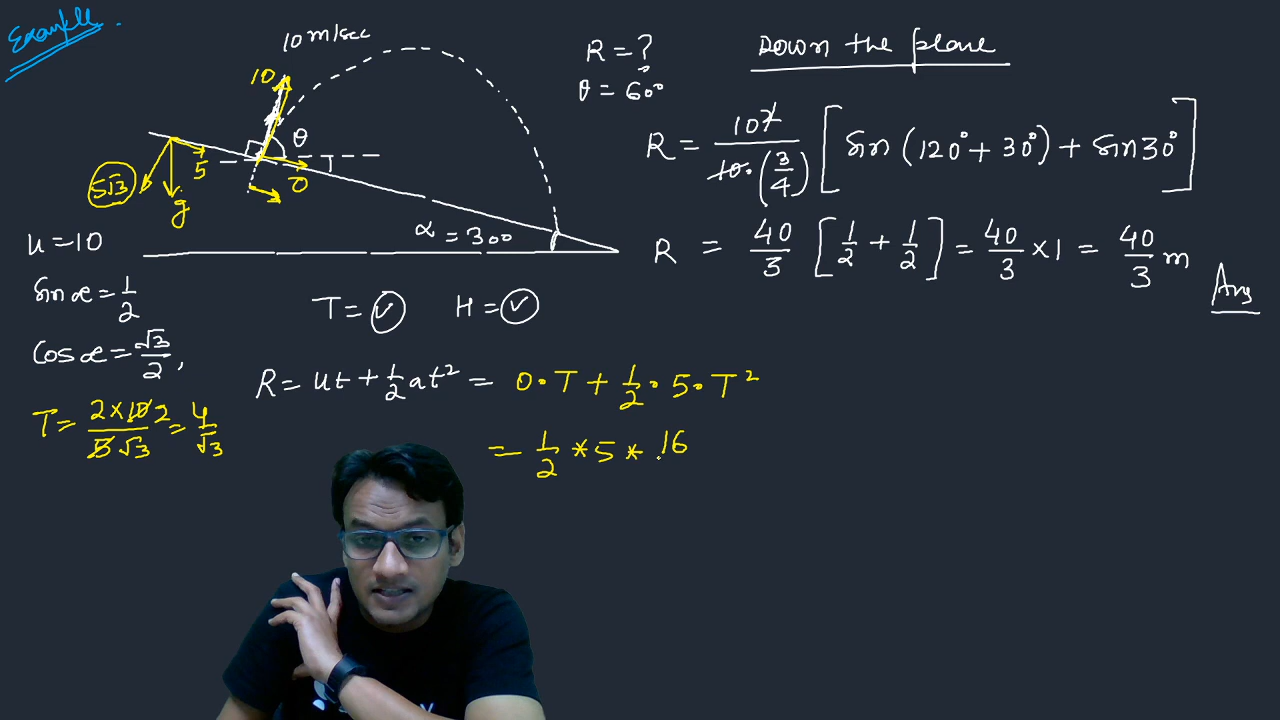 Example.
10 m/sec
10
θ
5
0
5√3
g
α = 30°
u = 10
sin α = 1/2
cos α = √3/2,
T = (2×10 2)/(5√3) = 4/√3
T = ✓ H = ✓
R = ut + 1/2 at² = 0·T + 1/2·5·T²
= 1/2 * 5 * 16
R = ?
θ = 60°
Down the plane
R = 10²/(10·(3/4)) [sin(120° + 30°) + sin 30°]
R = 40/3 [1/2 + 1/2] = 40/3 × 1 = 40/3 m
Ans